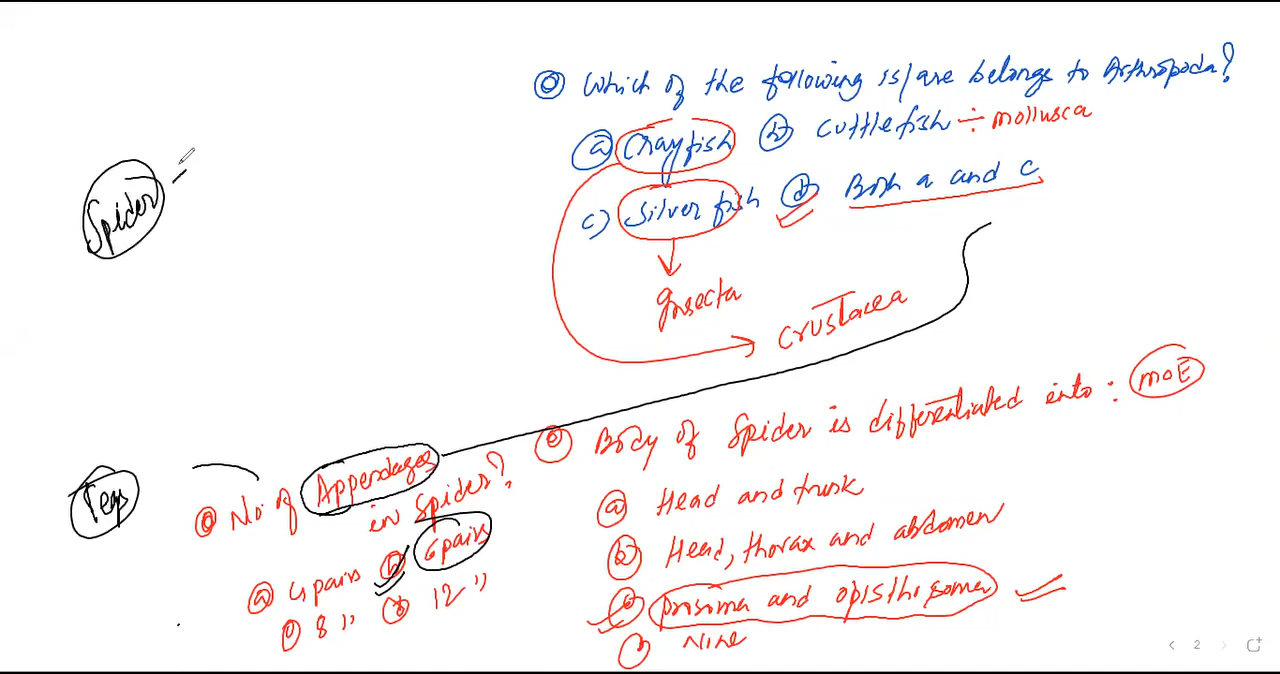 Which of the following is/are belongs to Arthropoda?
(a) Crayfish (b) Cuttlefish ÷ mollusca
c) Silver fish (d) Both a and c
Insecta
Crustacea
Spider -
Legs
No. of Appendages
in Spider?
(a) 4 pairs (b) 6 pairs
8 " 12 "
Body of Spider is differentiated into : MOE
(a) Head and trunk
(b) Head, thorax and abdomen
(c) prosoma and opisthosoma
2